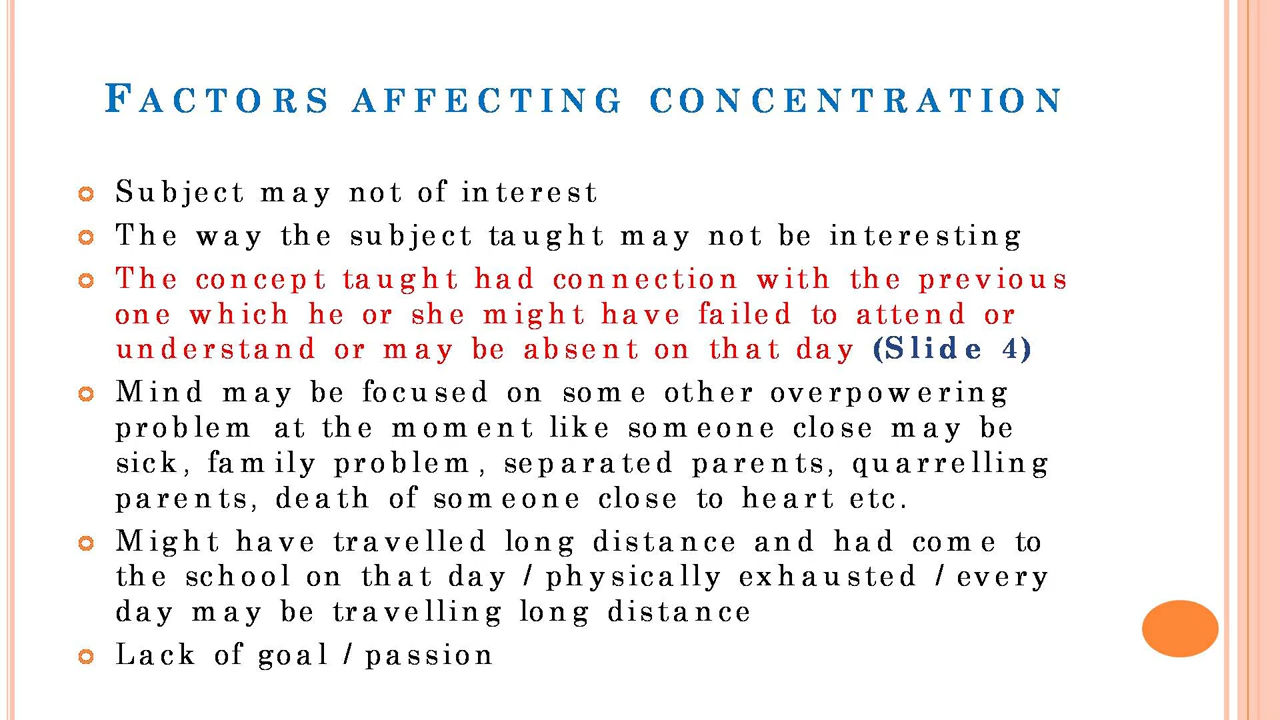 FACTORS AFFECTING CONCENTRATION
Subject may not of interest
The way the subject taught may not be interesting
The concept taught had connection with the previous
one which he or she might have failed to attend or
understand or may be absent on that day (Slide 4)
Mind may be focused on some other overpowering
problem at the moment like someone close may be
sick, family problem, separated parents, quarrelling
parents, death of someone close to heart etc.
Might have travelled long distance and had come to
the school on that day / physically exhausted / every
day may be travelling long distance
Lack of goal / passion